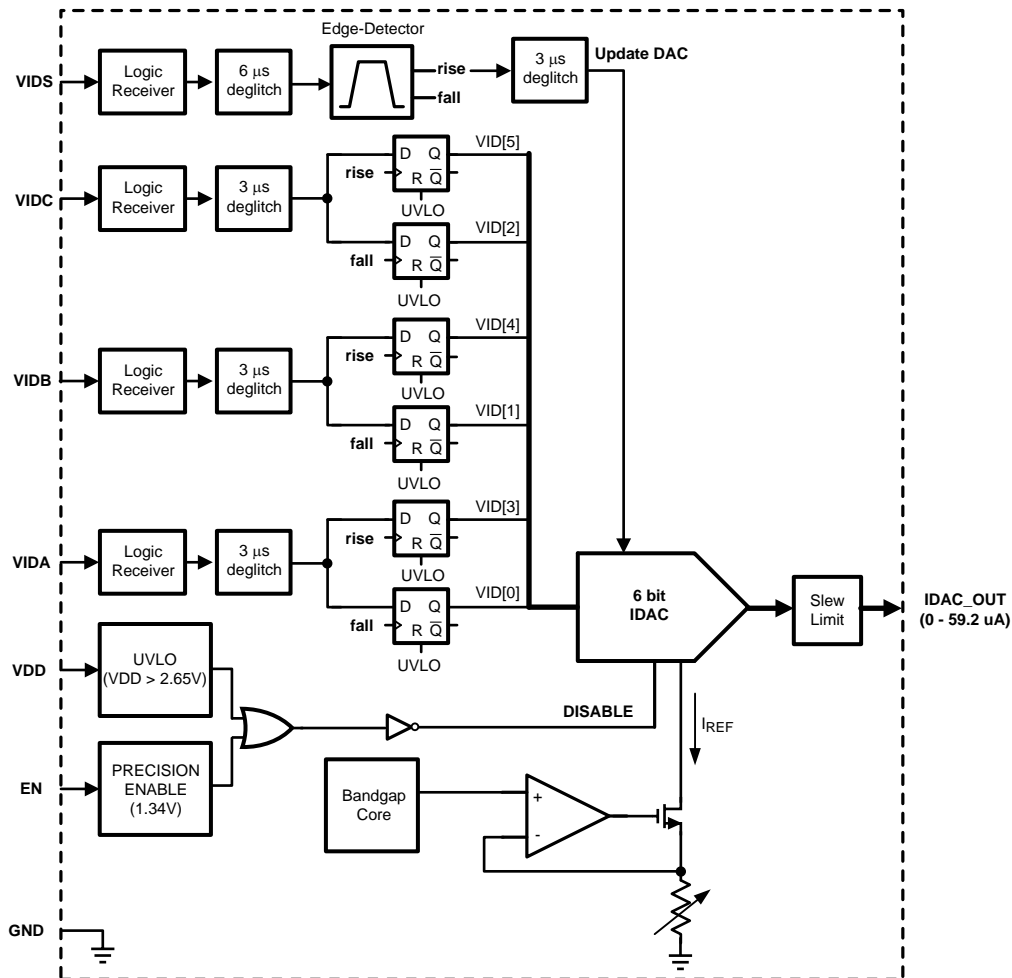 Edge-Detector
VIDS
Logic
Receiver
6 μs
deglitch
rise
fall
3 μs
deglitch
Update DAC
VIDC
Logic
Receiver
3 μs
deglitch
rise
D Q
R Q̅
UVLO
VID[5]
fall
D Q
R Q̅
UVLO
VID[2]
VIDB
Logic
Receiver
3 μs
deglitch
rise
D Q
R Q̅
UVLO
VID[4]
fall
D Q
R Q̅
UVLO
VID[1]
VIDA
Logic
Receiver
3 μs
deglitch
rise
D Q
R Q̅
UVLO
VID[3]
fall
D Q
R Q̅
UVLO
VID[0]
6 bit
IDAC
Slew
Limit
IDAC_OUT
(0 - 59.2 uA)
VDD
UVLO
(VDD > 2.65V)
DISABLE
IREF
EN
PRECISION
ENABLE
(1.34V)
Bandgap
Core
+
-
GND